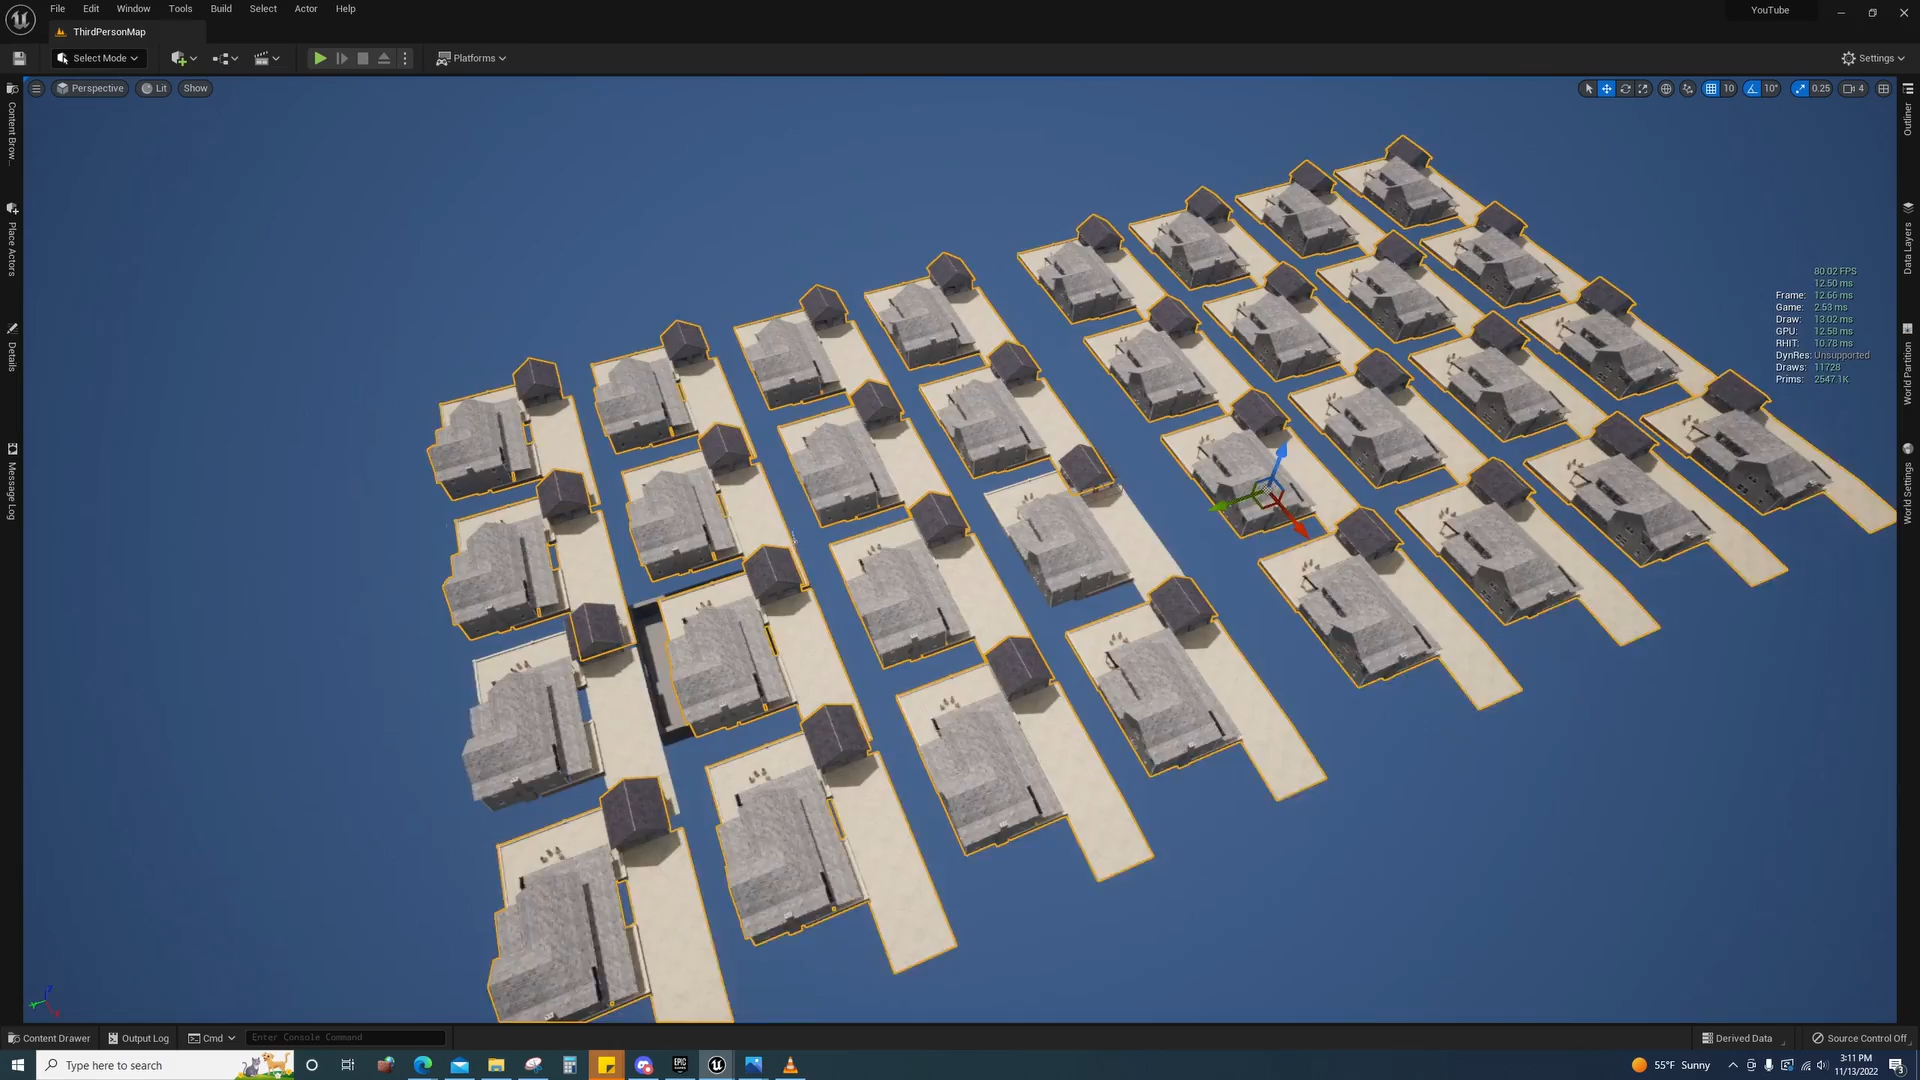 File Edit Window Tools Build Select Actor Help
YouTube
ThirdPersonMap
Select Mode
Platforms
Settings
Perspective
Lit
Show
10
10°
0.25
4
Content Brow...
Place Actors
Details
Message Log
Outliner
Data Layers
World Partition
World Settings
80.02 FPS
12.50 ms
Frame: 12.66 ms
Game: 2.53 ms
Draw: 13.02 ms
GPU: 12.58 ms
RHIT: 10.78 ms
DynRes: Unsupported
Draws: 11728
Prims: 2547.1K
Content Drawer
Output Log
Cmd
Enter Console Command
Derived Data
Source Control Off
Type here to search
55°F Sunny
3:11 PM
11/13/2022
3